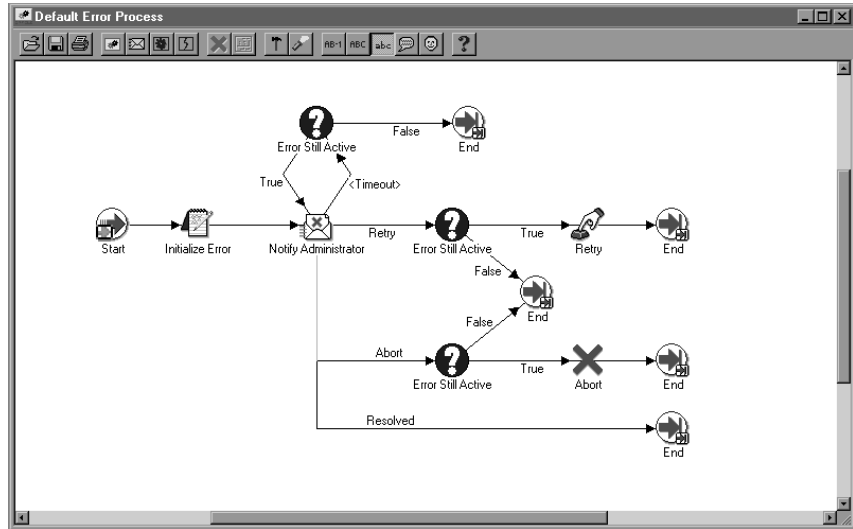 Default Error Process
AB-1 ABC abc
Error Still Active
False
End
True
<Timeout>
Start
Initialize Error
Notify Administrator
Retry
Error Still Active
True
Retry
End
False
End
False
Abort
Error Still Active
True
Abort
End
Resolved
End